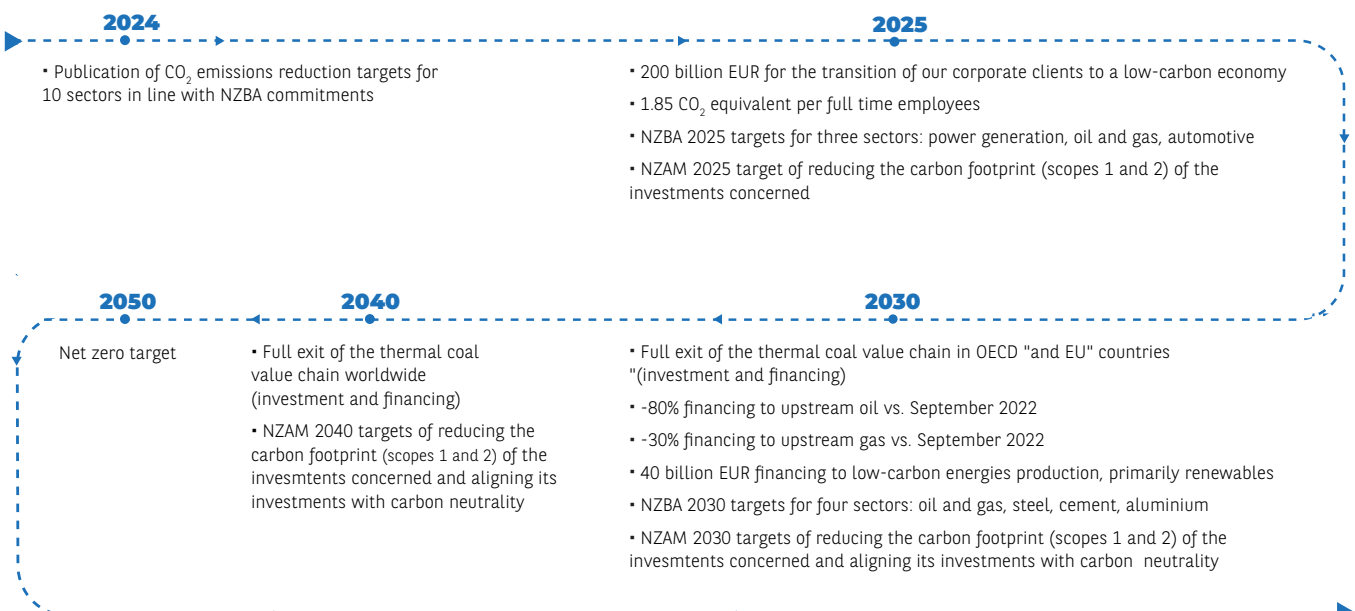 2024
• Publication of CO₂ emissions reduction targets for
10 sectors in line with NZBA commitments
2025
• 200 billion EUR for the transition of our corporate clients to a low-carbon economy
• 1.85 CO₂ equivalent per full time employees
• NZBA 2025 targets for three sectors: power generation, oil and gas, automotive
• NZAM 2025 target of reducing the carbon footprint (scopes 1 and 2) of the
investments concerned
2030
• Full exit of the thermal coal value chain in OECD "and EU" countries
"(investment and financing)
• -80% financing to upstream oil vs. September 2022
• -30% financing to upstream gas vs. September 2022
• 40 billion EUR financing to low-carbon energies production, primarily renewables
• NZBA 2030 targets for four sectors: oil and gas, steel, cement, aluminium
• NZAM 2030 targets of reducing the carbon footprint (scopes 1 and 2) of the
invesmtents concerned and aligning its investments with carbon neutrality
2040
• Full exit of the thermal coal
value chain worldwide
(investment and financing)
• NZAM 2040 targets of reducing the
carbon footprint (scopes 1 and 2) of the
invesmtents concerned and aligning its
investments with carbon neutrality
2050
Net zero target